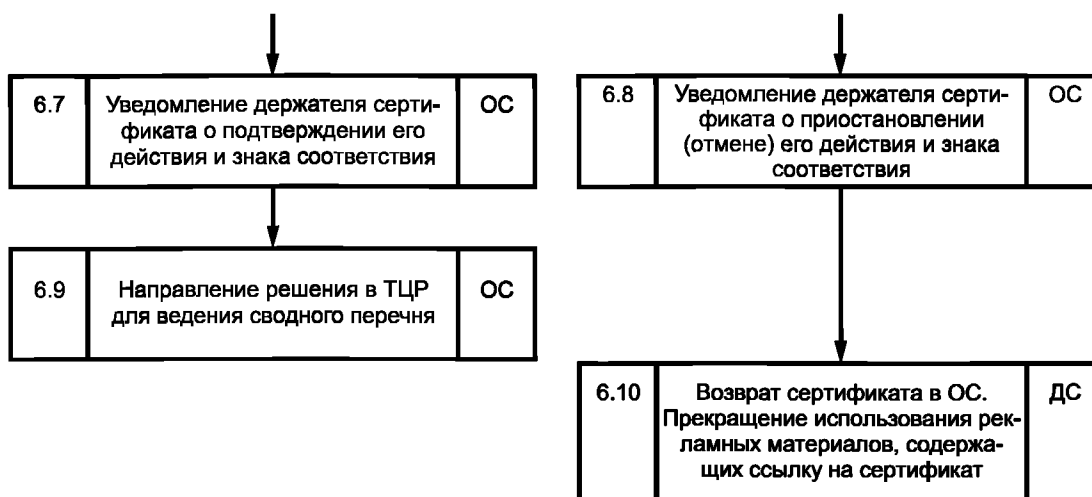 6.7
Уведомление держателя серти-
фиката о подтверждении его
действия и знака соответствия
ОС
6.8
Уведомление держателя серти-
фиката о приостановлении
(отмене) его действия и знака
соответствия
ОС
6.9
Направление решения в ТЦР
для ведения сводного перечня
ОС
6.10
Возврат сертификата в ОС.
Прекращение использования рек-
ламных материалов, содержа-
щих ссылку на сертификат
ДС